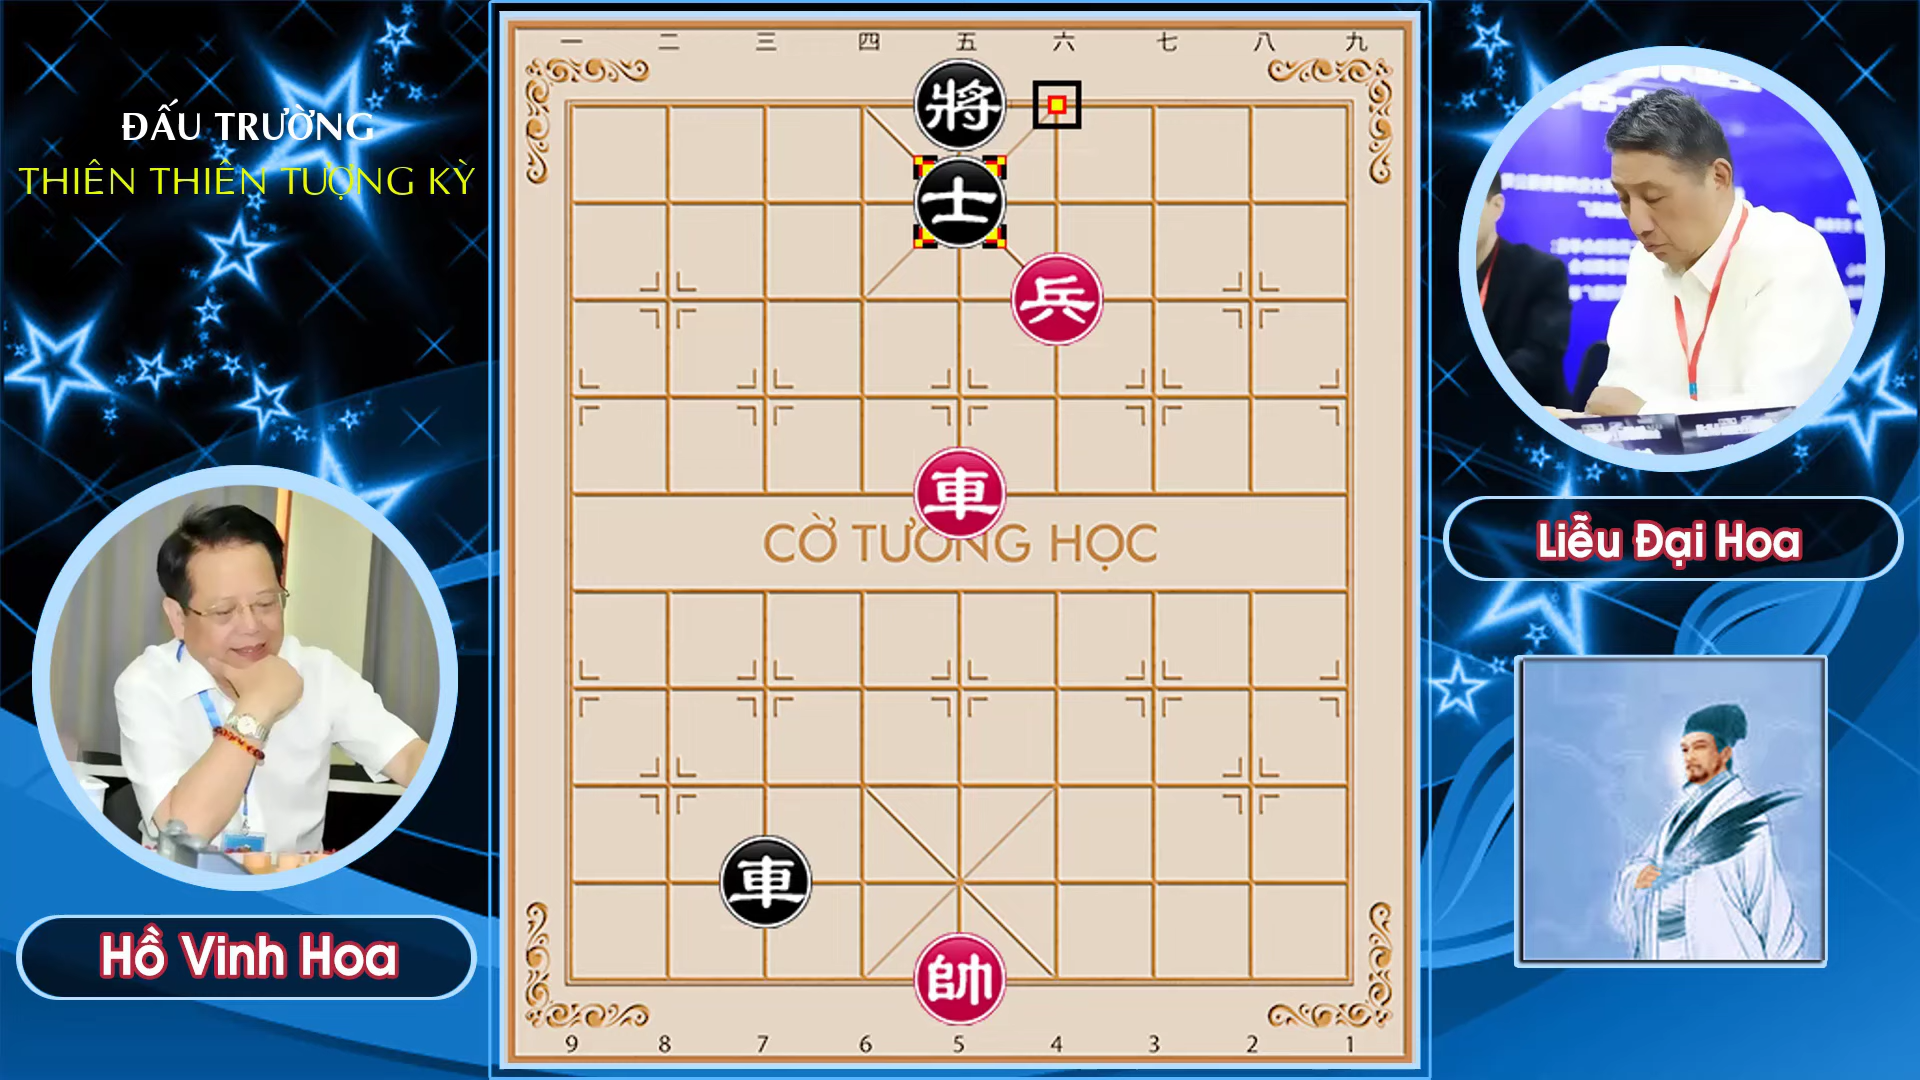 ĐẤU TRƯỜNG
THIÊN THIÊN TƯỢNG KỲ
一 二 三 四 五 六 七 八 九
將
士
兵
車
CỜ TƯỚNG HỌC
車
帥
9 8 7 6 5 4 3 2 1
Hồ Vinh Hoa
Liễu Đại Hoa